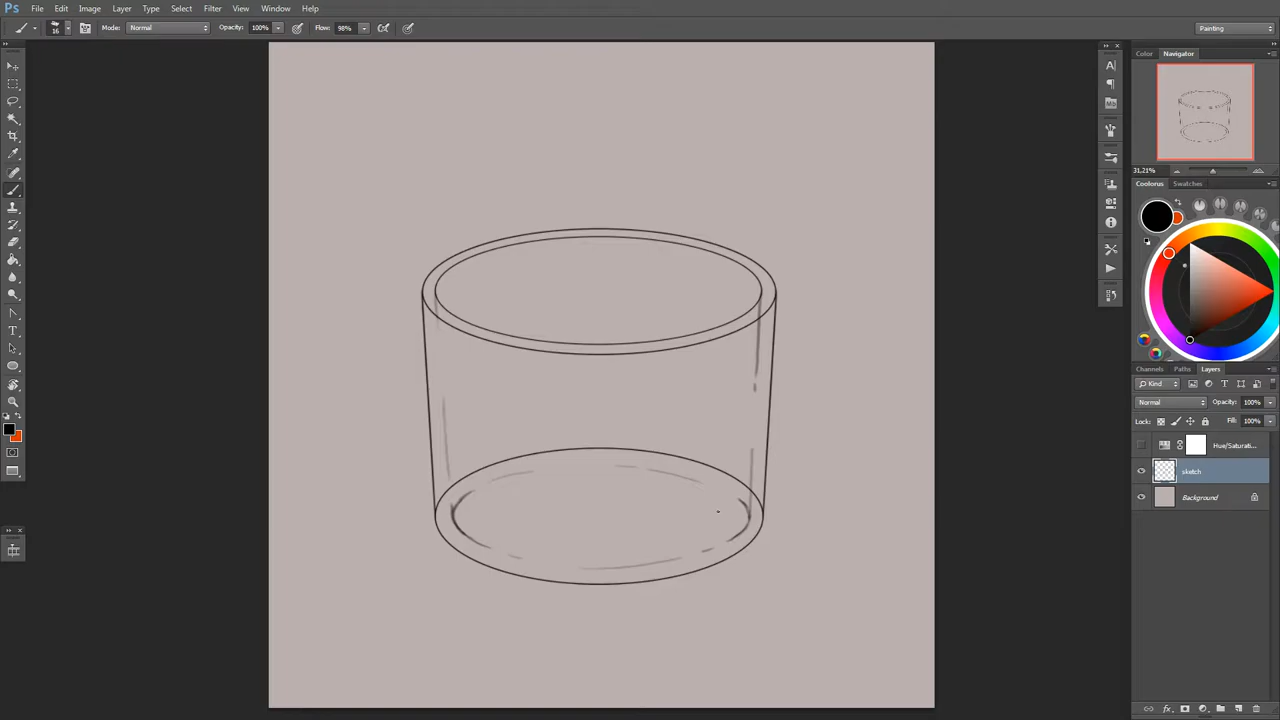 Ps File Edit Image Layer Type Select Filter View Window Help
16 Mode: Normal Opacity: 100% Flow: 98% Painting
Color Navigator
31,21%
Coolorus Swatches
Channels Paths Layers
Kind
Normal Opacity: 100%
Lock: Fill: 100%
Hue/Saturati...
sketch
Background